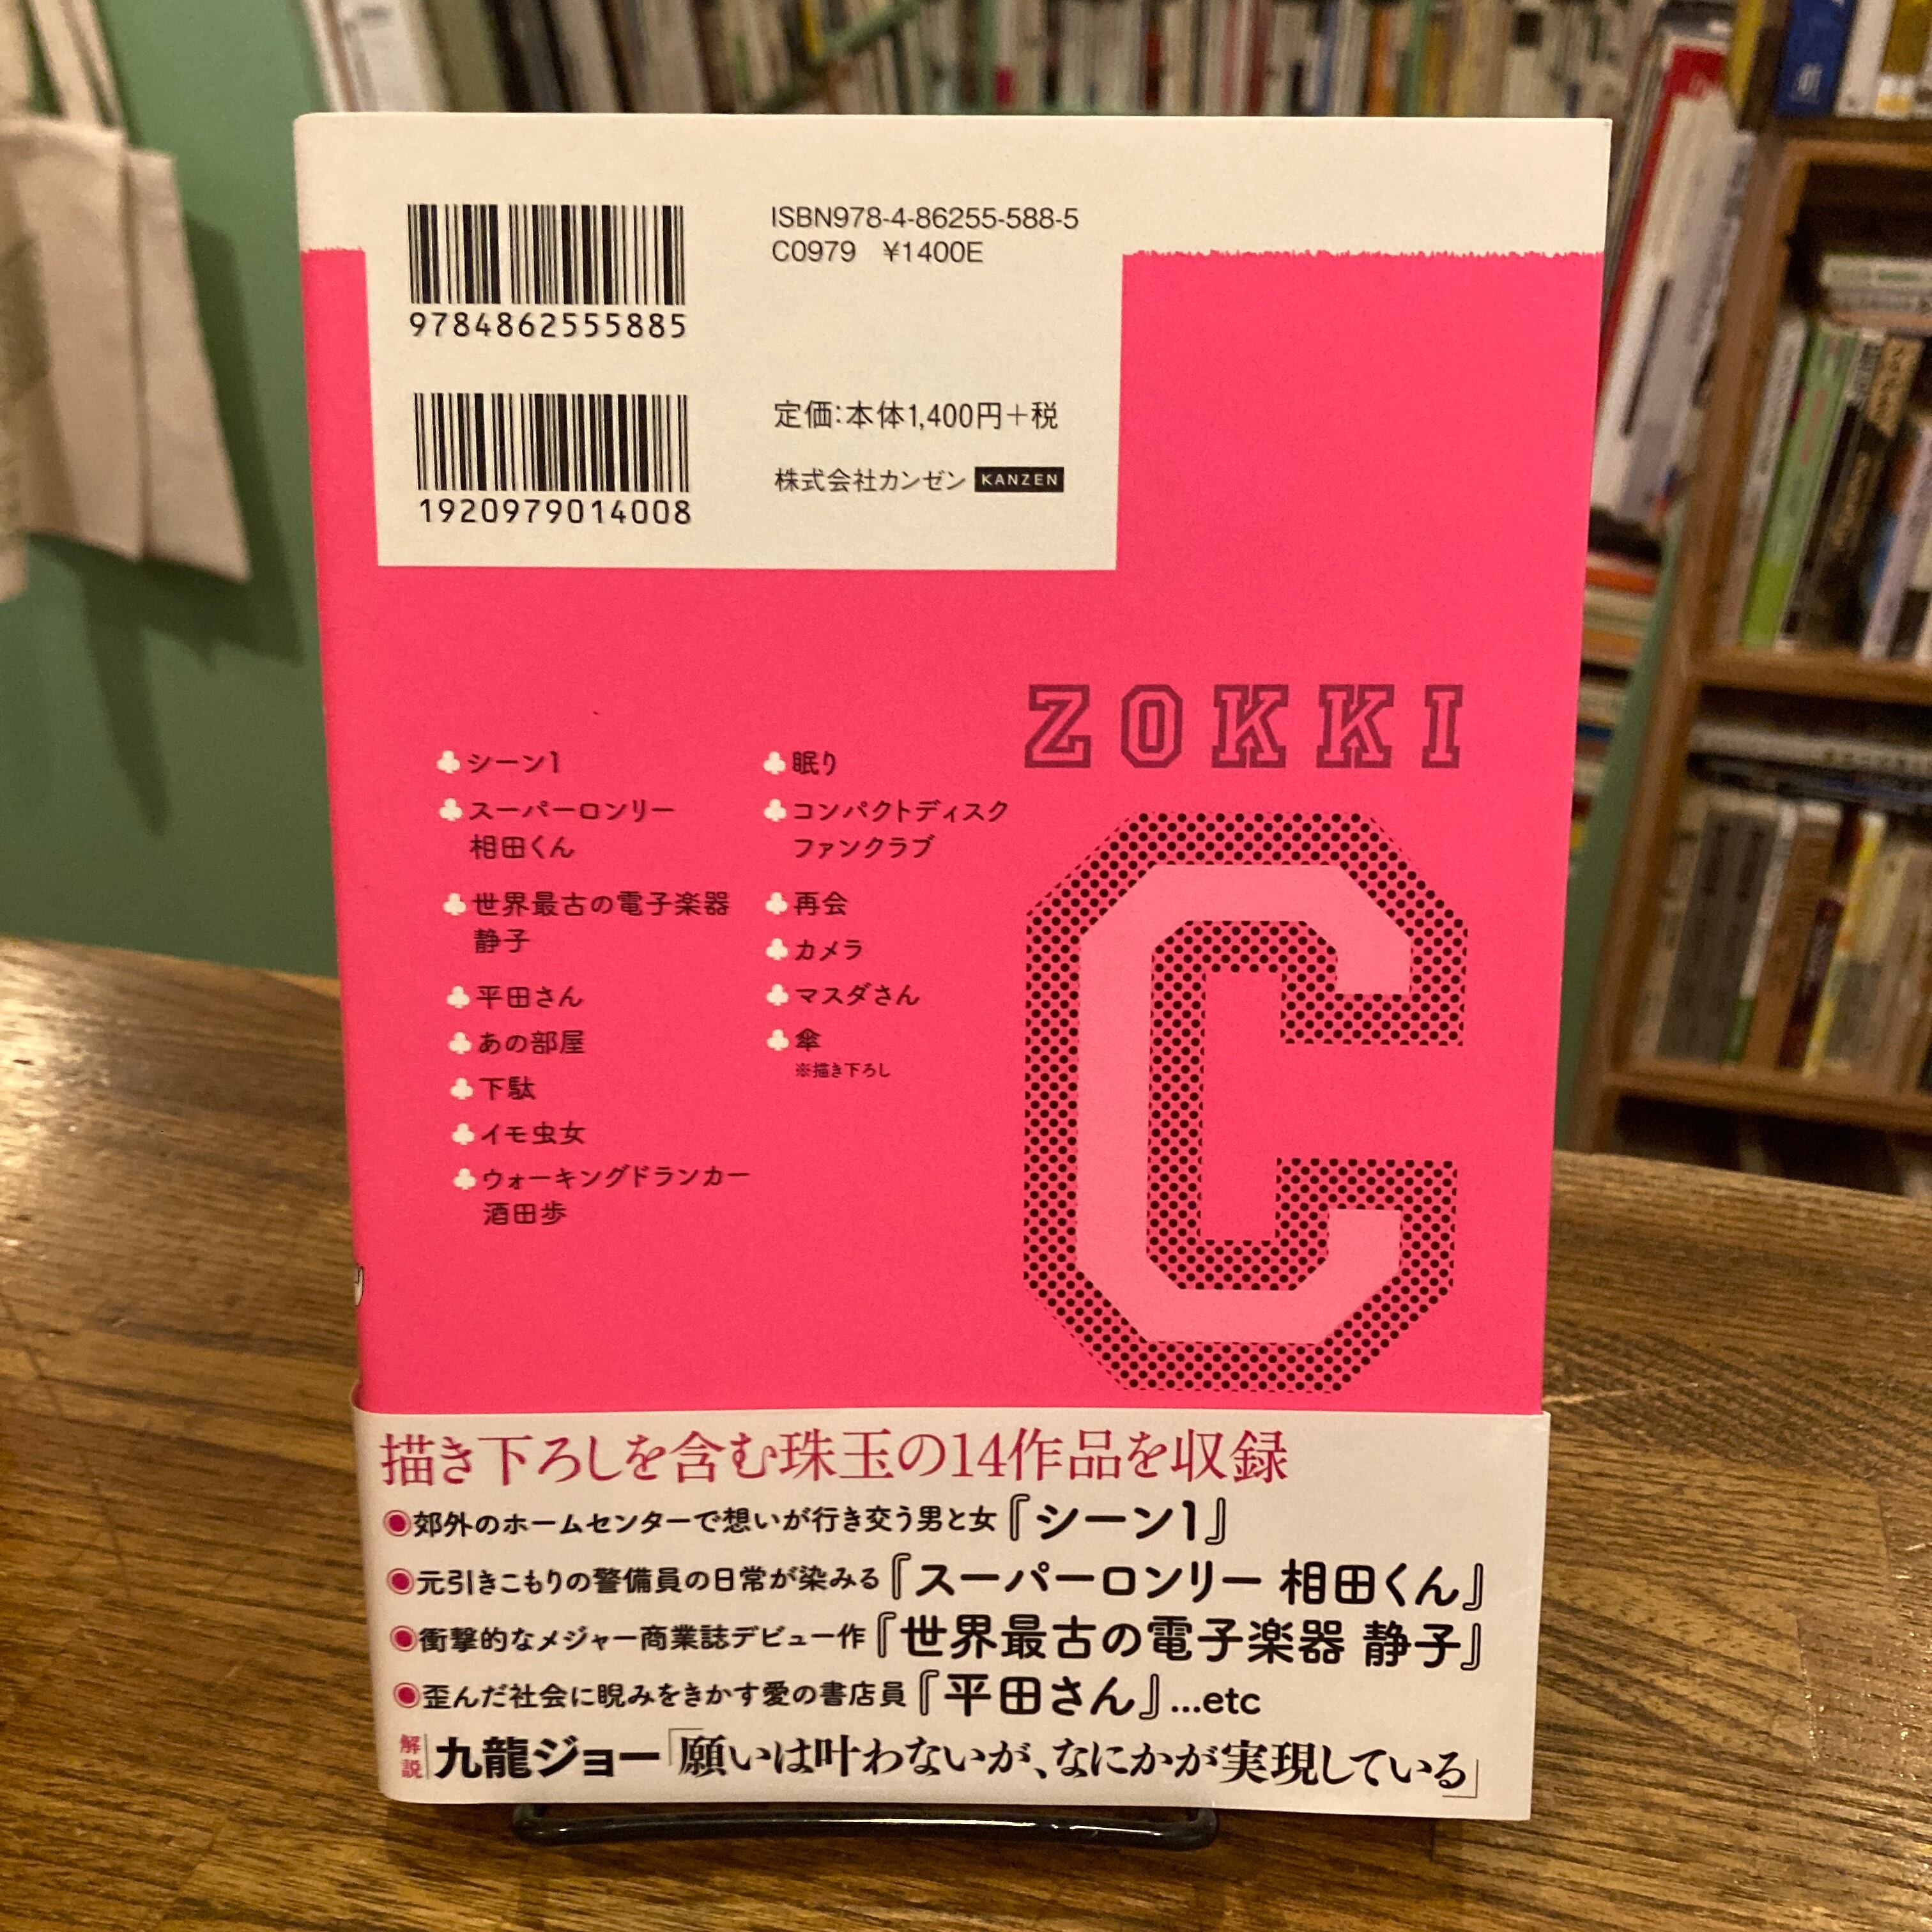 9784862555885
ISBN978-4-86255-588-5
C0979 ¥1400E
1920979014008
定価:本体1,400円+税
株式会社カンゼン KANZEN
ZOKKI
C
シーン1
スーパーロンリー
相田くん
世界最古の電子楽器
静子
平田さん
あの部屋
下駄
イモ虫女
ウォーキングドランカー
酒田歩
眠り
コンパクトディスク
ファンクラブ
再会
カメラ
マスダさん
傘
※描き下ろし
描き下ろしを含む珠玉の14作品を収録
◉郊外のホームセンターで想いが行き交う男と女『シーン1』
◉元引きこもりの警備員の日常が染みる『スーパーロンリー 相田くん』
◉衝撃的なメジャー商業誌デビュー作『世界最古の電子楽器 静子』
◉歪んだ社会に睨みをきかす愛の書店員『平田さん』...etc
解説 九龍ジョー「願いは叶わないが、なにかが実現している」